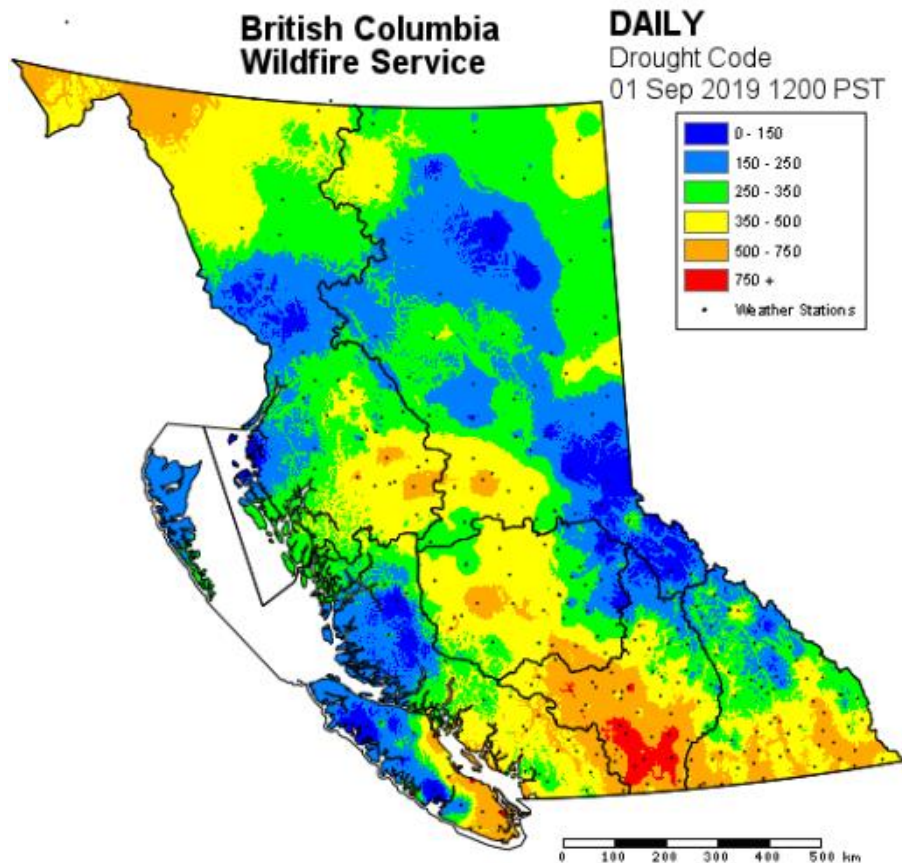 British Columbia
Wildfire Service
DAILY
Drought Code
01 Sep 2019 1200 PST
0 - 150
150 - 250
250 - 350
350 - 500
500 - 750
750 +
Weather Stations
0 100 200 300 400 500 km